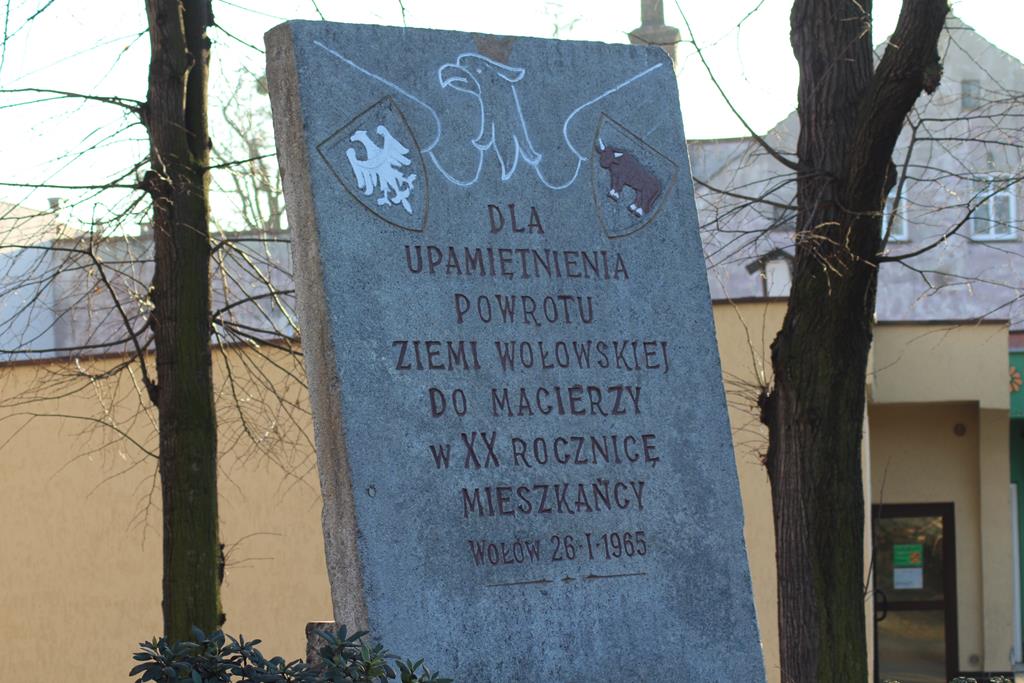 DLA
UPAMIĘTNIENIA
POWROTU
ZIEMI WOŁOWSKIEJ
DO MACIERZY
W XX ROCZNICĘ
MIESZKAŃCY
WOŁÓW 26·I·1965